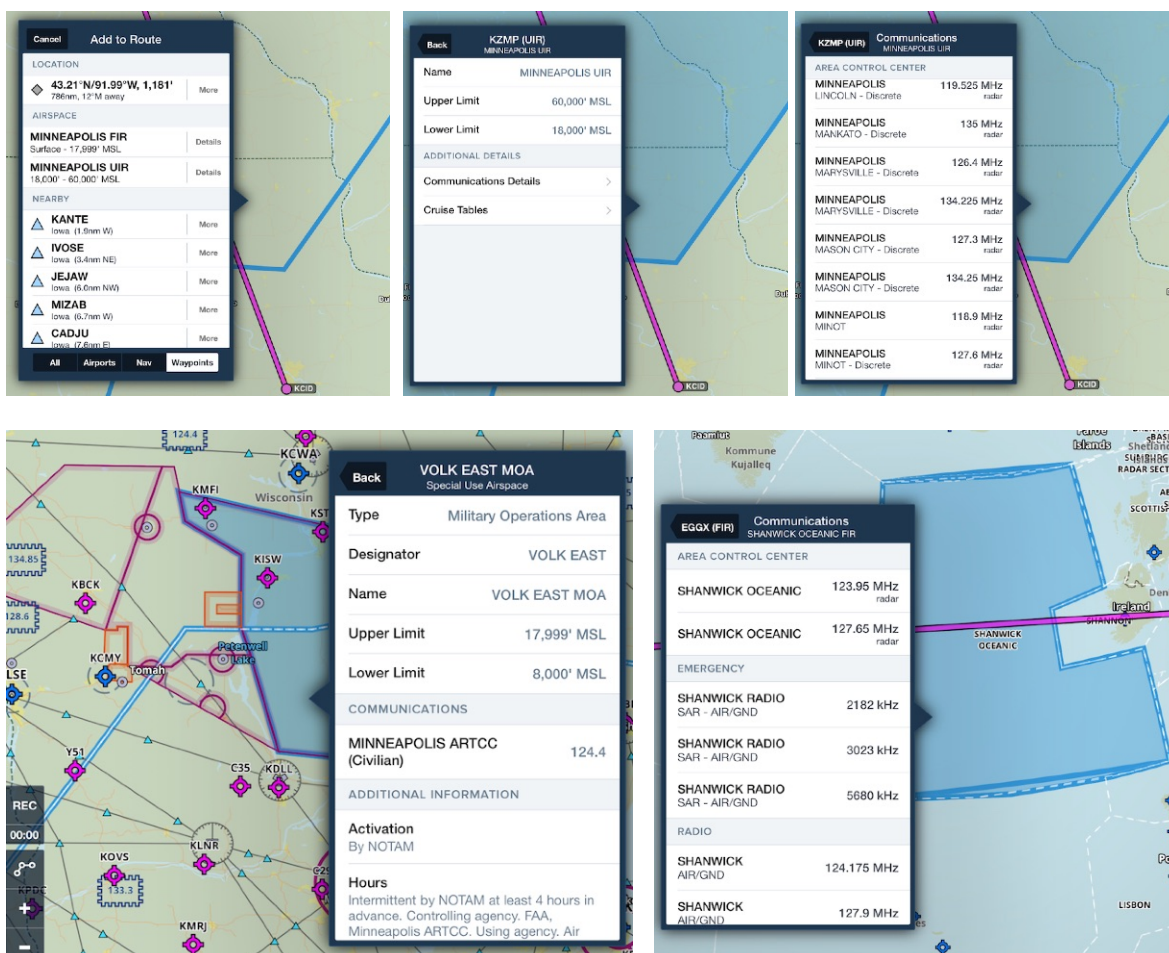 Cancel
Add to Route
LOCATION
43.21°N/91.99°W, 1,181'
786nm, 12°M away
More
AIRSPACE
MINNEAPOLIS FIR
Surface - 17,999' MSL
Details
MINNEAPOLIS UIR
18,000' - 60,000' MSL
Details
NEARBY
KANTE
Iowa (1.9nm W)
More
IVOSE
Iowa (3.4nm NE)
More
JEJAW
Iowa (6.0nm NW)
More
MIZAB
Iowa (6.7nm W)
More
CADJU
Iowa (7.6nm E)
More
All
Airports
Nav
Waypoints
KCID
Back
KZMP (UIR)
MINNEAPOLIS UIR
Name
MINNEAPOLIS UIR
Upper Limit
60,000' MSL
Lower Limit
18,000' MSL
ADDITIONAL DETAILS
Communications Details
Cruise Tables
KCID
KZMP (UIR)
Communications
MINNEAPOLIS UIR
AREA CONTROL CENTER
MINNEAPOLIS
LINCOLN - Discrete
119.525 MHz
radar
MINNEAPOLIS
MANKATO - Discrete
135 MHz
radar
MINNEAPOLIS
MARYSVILLE - Discrete
126.4 MHz
radar
MINNEAPOLIS
MARYSVILLE - Discrete
134.225 MHz
radar
MINNEAPOLIS
MASON CITY - Discrete
127.3 MHz
radar
MINNEAPOLIS
MASON CITY - Discrete
134.25 MHz
radar
MINNEAPOLIS
MINOT
118.9 MHz
radar
MINNEAPOLIS
MINOT - Discrete
127.6 MHz
radar
KCID
124.4
KCWA
Wisconsin
KMFI
KST
134.85
KISW
KBCK
128.6
Petenwell
Lake
KCMY
Tomah
LSE
Y51
C35
KDLL
REC
00:00
KLNR
KOVS
133.3
KPDC
KMRJ
C29
Back
VOLK EAST MOA
Special Use Airspace
Type
Military Operations Area
Designator
VOLK EAST
Name
VOLK EAST MOA
Upper Limit
17,999' MSL
Lower Limit
8,000' MSL
COMMUNICATIONS
MINNEAPOLIS ARTCC
(Civilian)
124.4
ADDITIONAL INFORMATION
Activation
By NOTAM
Hours
Intermittent by NOTAM at least 4 hours in
advance. Controlling agency. FAA,
Minneapolis ARTCC. Using agency. Air
Paamiut
Kommune
Kujalleq
Faroe
Islands
RADAR SECT
SCOTTIS
Ireland
SHANNON
Den
SHANWICK
OCEANIC
LISBON
EGGX (FIR)
Communications
SHANWICK OCEANIC FIR
AREA CONTROL CENTER
SHANWICK OCEANIC
123.95 MHz
radar
SHANWICK OCEANIC
127.65 MHz
radar
EMERGENCY
SHANWICK RADIO
SAR - AIR/GND
2182 kHz
SHANWICK RADIO
SAR - AIR/GND
3023 kHz
SHANWICK RADIO
SAR - AIR/GND
5680 kHz
RADIO
SHANWICK
AIR/GND
124.175 MHz
SHANWICK
AIR/GND
127.9 MHz